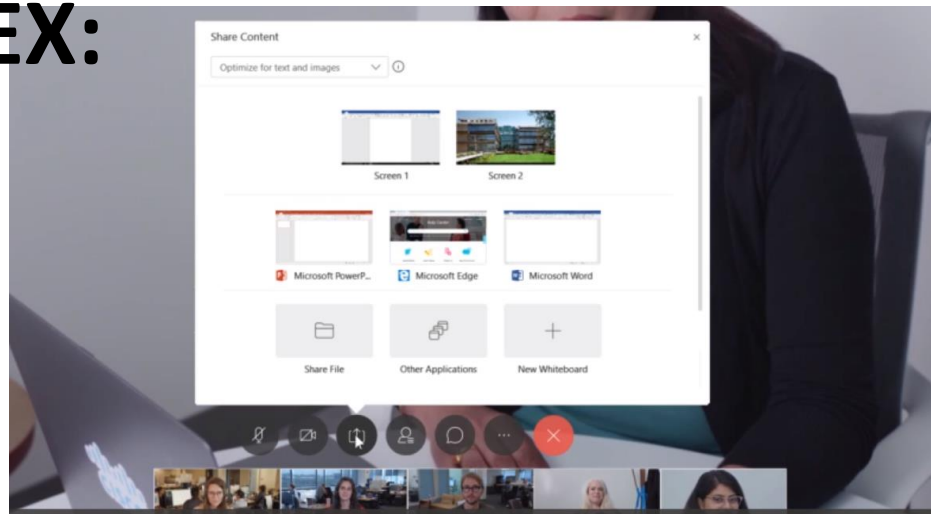 EX:
Share Content
Optimize for text and images
Screen 1 Screen 2
Microsoft PowerP... Microsoft Edge Microsoft Word
Share File Other Applications New Whiteboard